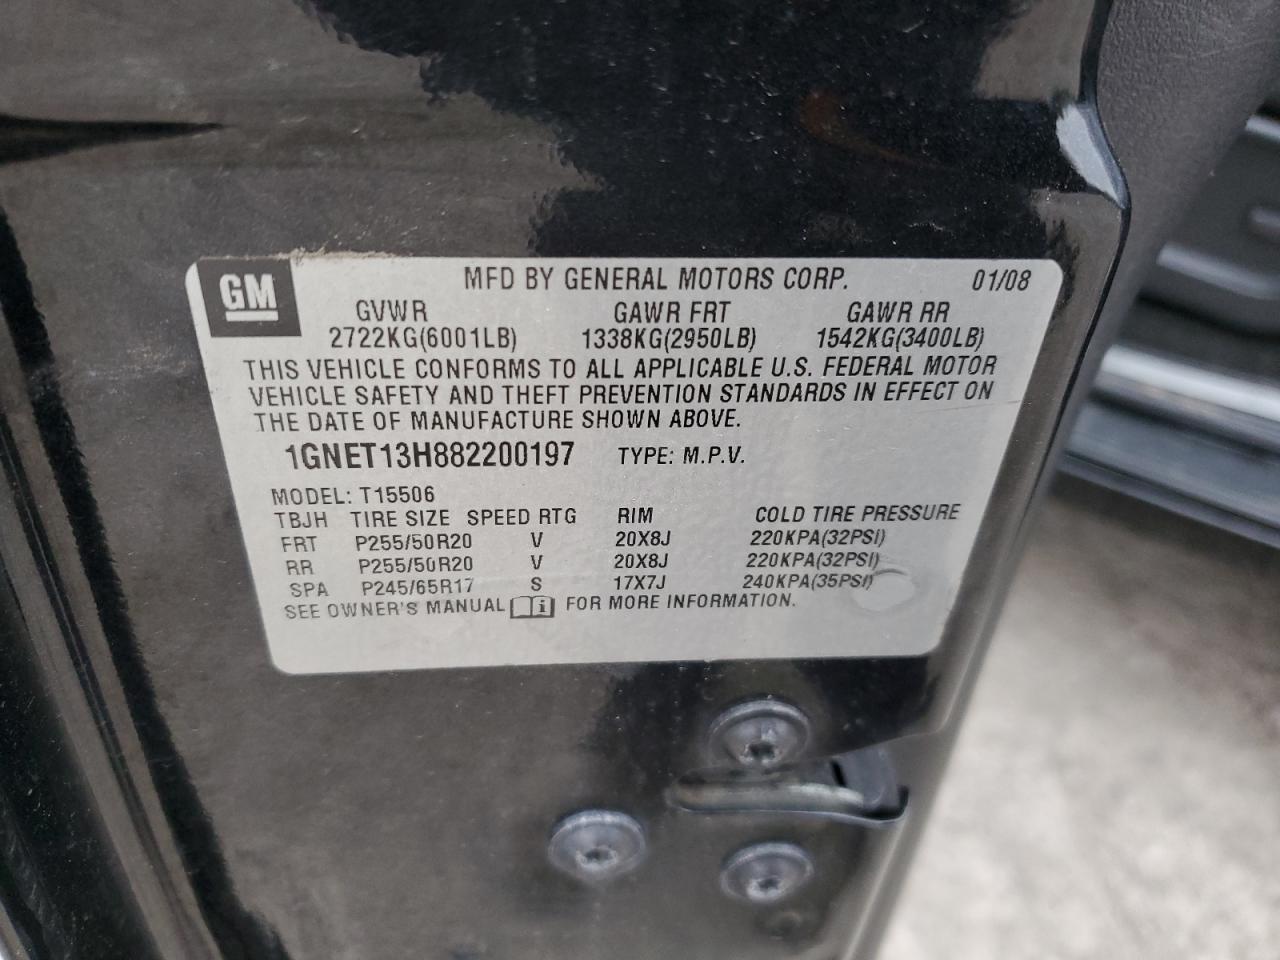 GM MFD BY GENERAL MOTORS CORP. 01/08
GVWR GAWR FRT GAWR RR
2722KG(6001LB) 1338KG(2950LB) 1542KG(3400LB)
THIS VEHICLE CONFORMS TO ALL APPLICABLE U.S. FEDERAL MOTOR
VEHICLE SAFETY AND THEFT PREVENTION STANDARDS IN EFFECT ON
THE DATE OF MANUFACTURE SHOWN ABOVE.
1GNET13H882200197 TYPE: M.P.V.
MODEL: T15506
TBJH TIRE SIZE SPEED RTG RIM COLD TIRE PRESSURE
FRT P255/50R20 V 20X8J 220KPA(32PSI)
RR P255/50R20 V 20X8J 220KPA(32PSI)
SPA P245/65R17 S 17X7J 240KPA(35PSI)
SEE OWNER'S MANUAL i FOR MORE INFORMATION.